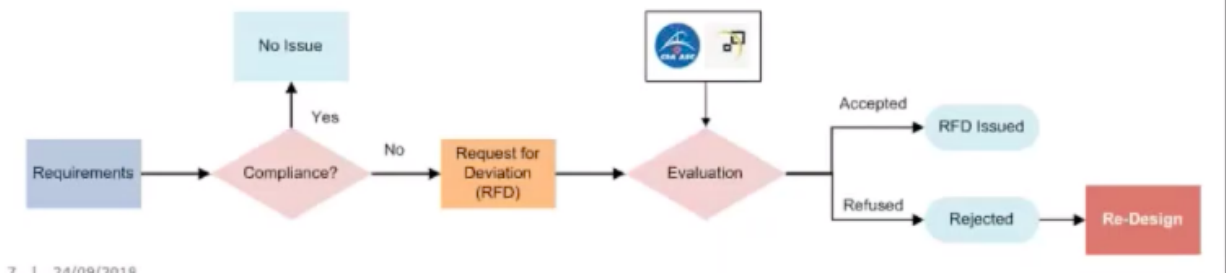 No Issue
Yes
Requirements
Compliance?
No
Request for
Deviation
(RFD)
Evaluation
Accepted
RFD Issued
Refused
Rejected
Re-Design
7 | 24/09/2018